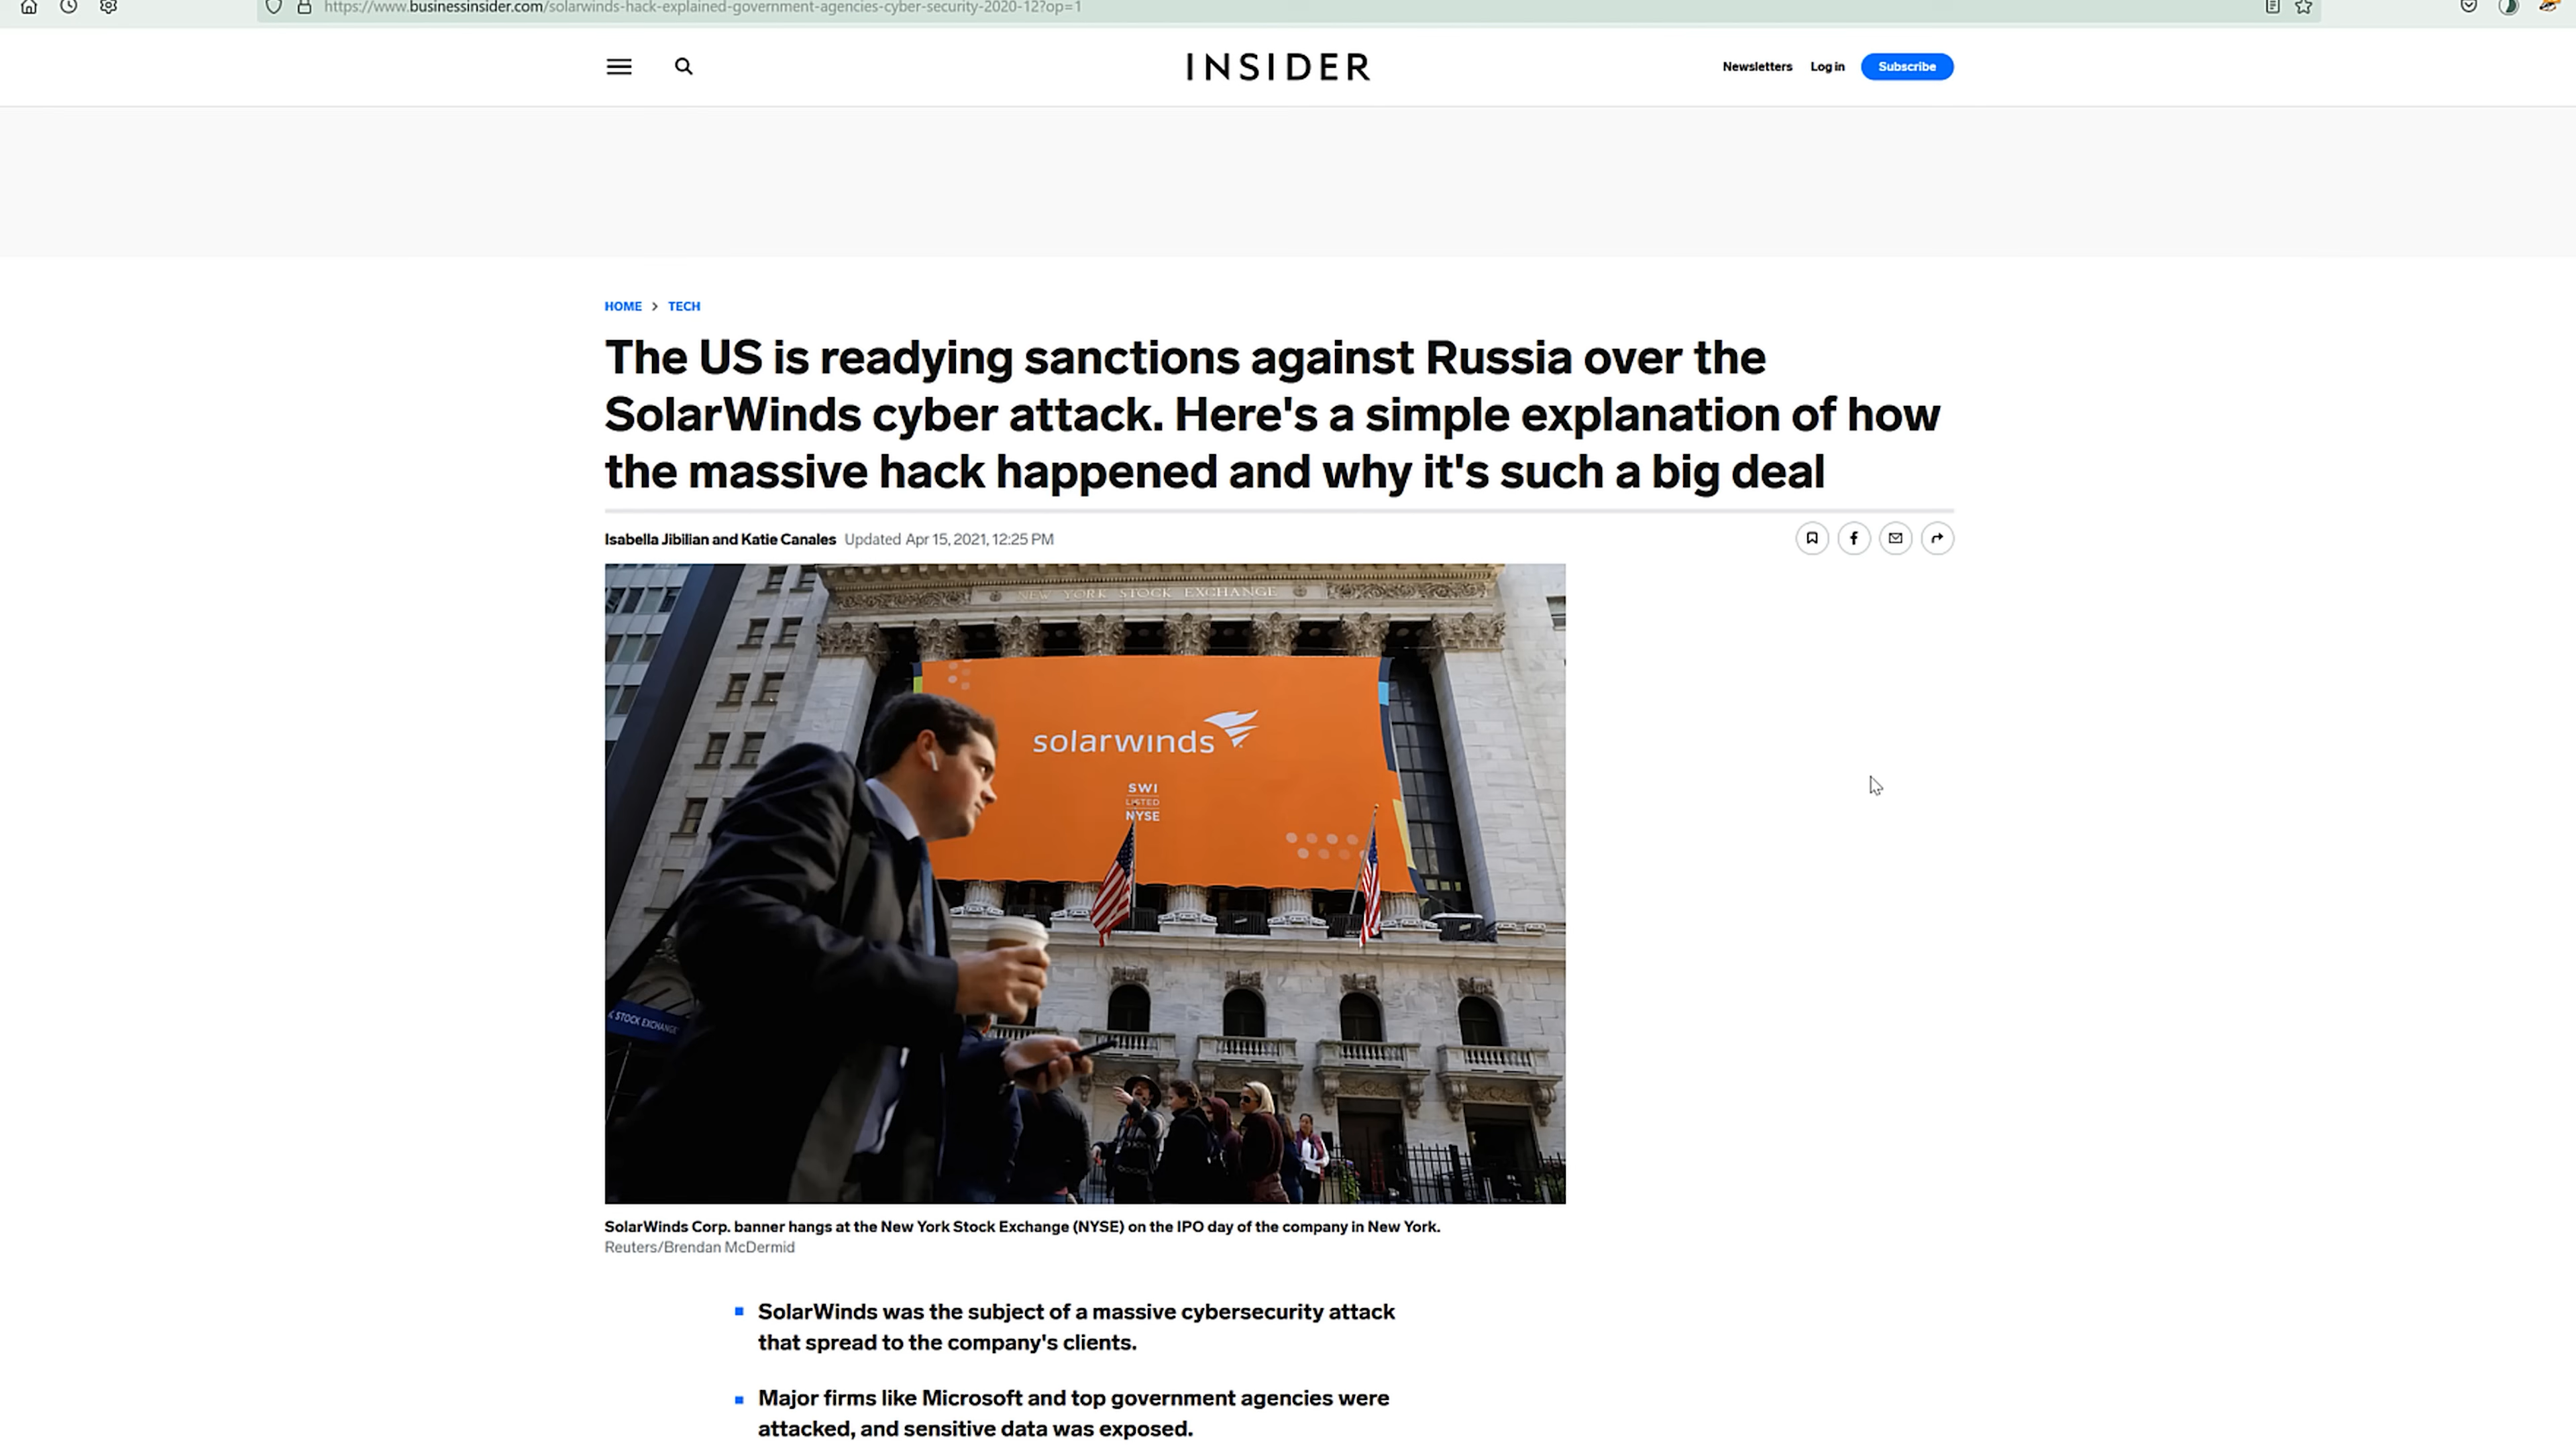 https://www.businessinsider.com/solarwinds-hack-explained-government-agencies-cyber-security-2020-12?op=1
INSIDER
Newsletters Log in Subscribe
HOME > TECH
The US is readying sanctions against Russia over the
SolarWinds cyber attack. Here's a simple explanation of how
the massive hack happened and why it's such a big deal
Isabella Jibilian and Katie Canales Updated Apr 15, 2021, 12:25 PM
NEW YORK STOCK EXCHANGE
solarwinds
SWI
LISTED
NYSE
STOCK EXCHANGE
SolarWinds Corp. banner hangs at the New York Stock Exchange (NYSE) on the IPO day of the company in New York.
Reuters/Brendan McDermid
SolarWinds was the subject of a massive cybersecurity attack
that spread to the company's clients.
Major firms like Microsoft and top government agencies were
attacked, and sensitive data was exposed.